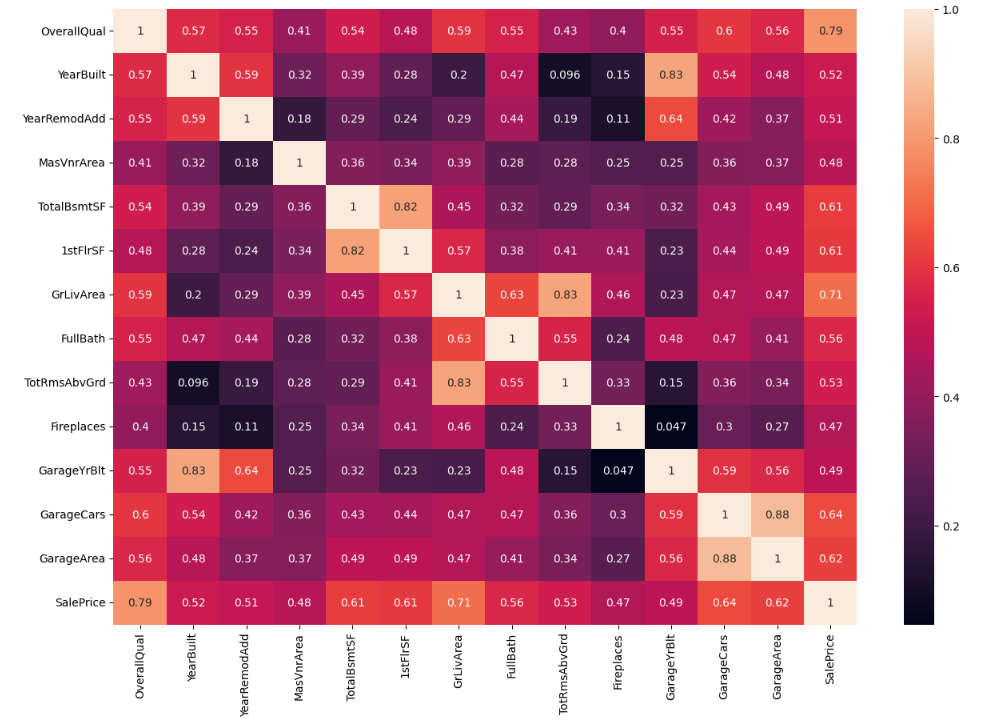 OverallQual 1 0.57 0.55 0.41 0.54 0.48 0.59 0.55 0.43 0.4 0.55 0.6 0.56 0.79
YearBuilt 0.57 1 0.59 0.32 0.39 0.28 0.2 0.47 0.096 0.15 0.83 0.54 0.48 0.52
YearRemodAdd 0.55 0.59 1 0.18 0.29 0.24 0.29 0.44 0.19 0.11 0.64 0.42 0.37 0.51
MasVnrArea 0.41 0.32 0.18 1 0.36 0.34 0.39 0.28 0.28 0.25 0.25 0.36 0.37 0.48
TotalBsmtSF 0.54 0.39 0.29 0.36 1 0.82 0.45 0.32 0.29 0.34 0.32 0.43 0.49 0.61
1stFlrSF 0.48 0.28 0.24 0.34 0.82 1 0.57 0.38 0.41 0.41 0.23 0.44 0.49 0.61
GrLivArea 0.59 0.2 0.29 0.39 0.45 0.57 1 0.63 0.83 0.46 0.23 0.47 0.47 0.71
FullBath 0.55 0.47 0.44 0.28 0.32 0.38 0.63 1 0.55 0.24 0.48 0.47 0.41 0.56
TotRmsAbvGrd 0.43 0.096 0.19 0.28 0.29 0.41 0.83 0.55 1 0.33 0.15 0.36 0.34 0.53
Fireplaces 0.4 0.15 0.11 0.25 0.34 0.41 0.46 0.24 0.33 1 0.047 0.3 0.27 0.47
GarageYrBlt 0.55 0.83 0.64 0.25 0.32 0.23 0.23 0.48 0.15 0.047 1 0.59 0.56 0.49
GarageCars 0.6 0.54 0.42 0.36 0.43 0.44 0.47 0.47 0.36 0.3 0.59 1 0.88 0.64
GarageArea 0.56 0.48 0.37 0.37 0.49 0.49 0.47 0.41 0.34 0.27 0.56 0.88 1 0.62
SalePrice 0.79 0.52 0.51 0.48 0.61 0.61 0.71 0.56 0.53 0.47 0.49 0.64 0.62 1
OverallQual
YearBuilt
YearRemodAdd
MasVnrArea
TotalBsmtSF
1stFlrSF
GrLivArea
FullBath
TotRmsAbvGrd
Fireplaces
GarageYrBlt
GarageCars
GarageArea
SalePrice
1.0
0.8
0.6
0.4
0.2